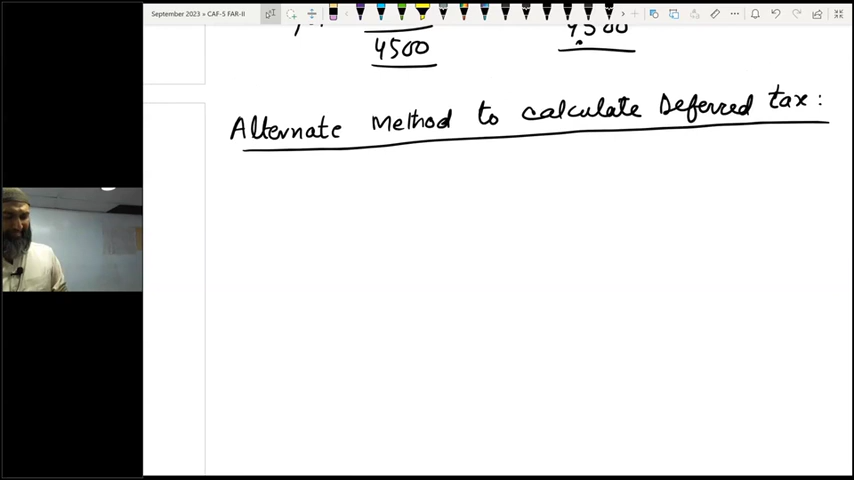 September 2023 » CAF-5 FAR-II
4500 4500
Alternate Method to calculate Deferred tax: